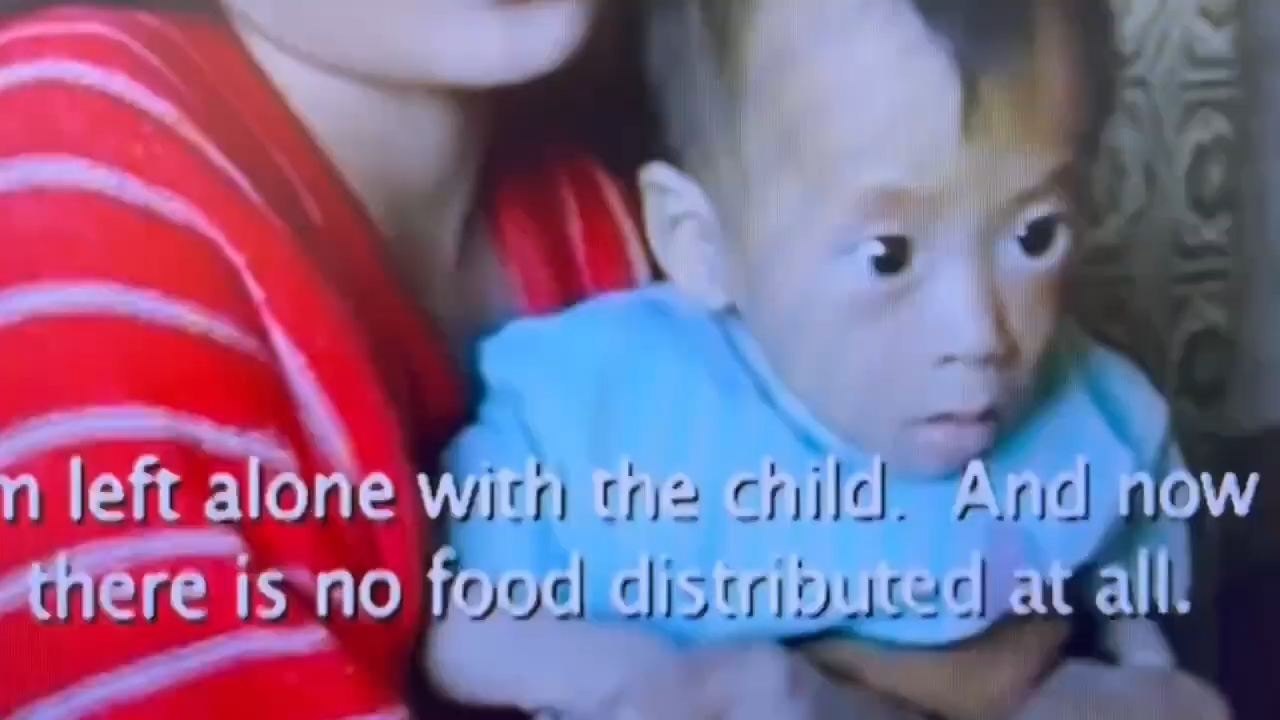 m left alone with the child. And now
there is no food distributed at all.